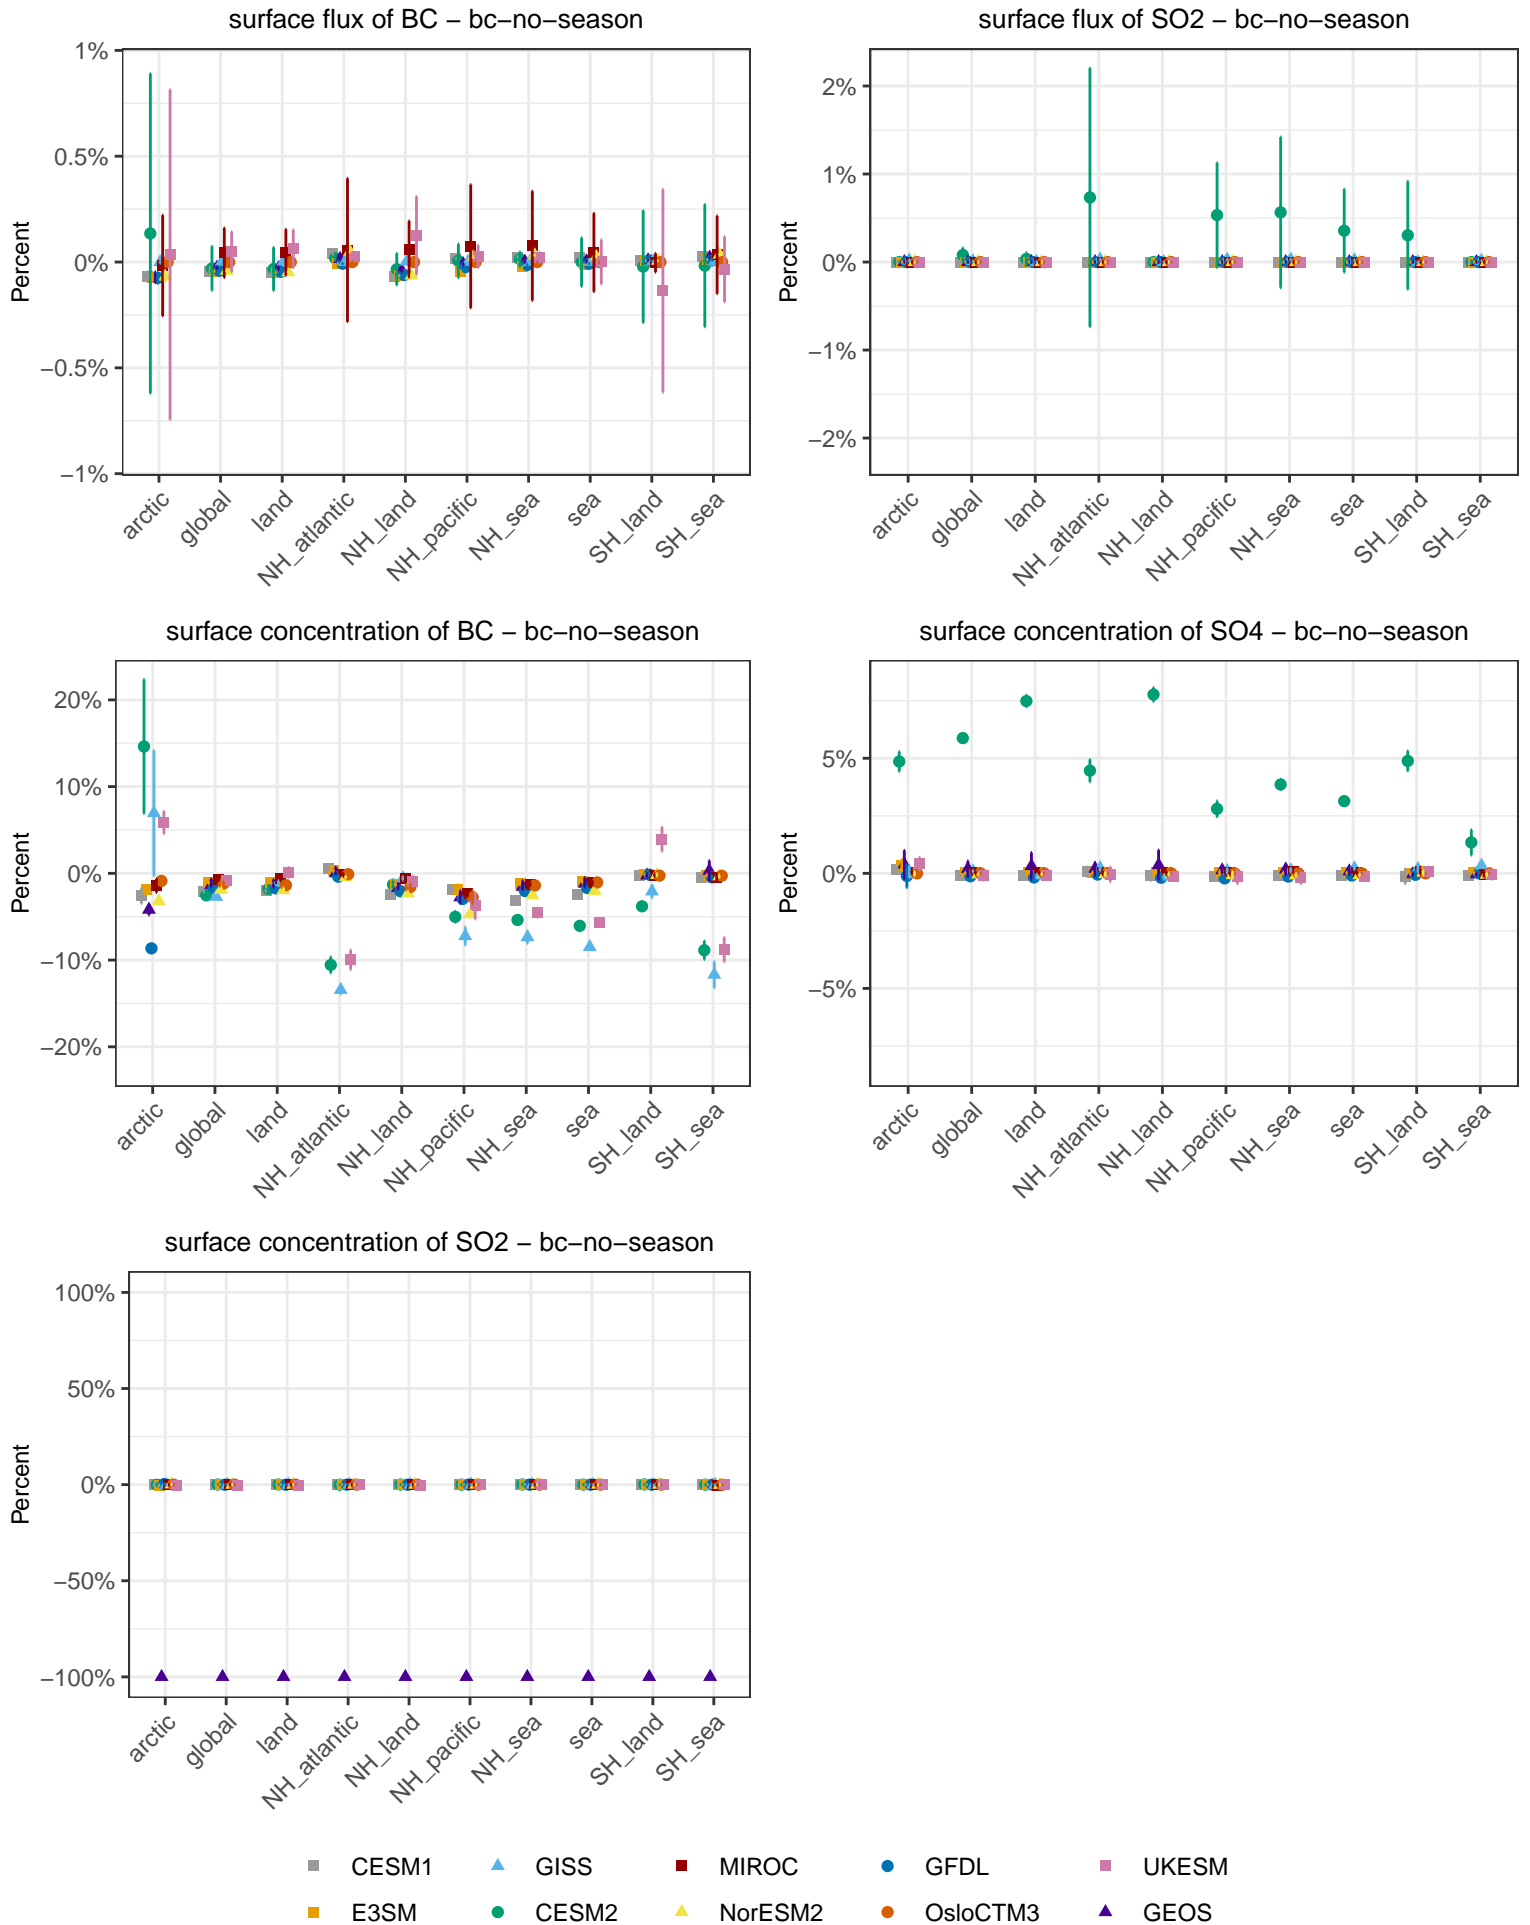 surface flux of BC − bc−no−season
1%
0.5%
0%
−0.5%
−1%
Percent
arctic
global
land
NH_atlantic
NH_land
NH_pacific
NH_sea
sea
SH_land
SH_sea
surface flux of SO2 − bc−no−season
2%
1%
0%
−1%
−2%
Percent
arctic
global
land
NH_atlantic
NH_land
NH_pacific
NH_sea
sea
SH_land
SH_sea
surface concentration of BC − bc−no−season
20%
10%
0%
−10%
−20%
Percent
arctic
global
land
NH_atlantic
NH_land
NH_pacific
NH_sea
sea
SH_land
SH_sea
surface concentration of SO4 − bc−no−season
5%
0%
−5%
Percent
arctic
global
land
NH_atlantic
NH_land
NH_pacific
NH_sea
sea
SH_land
SH_sea
surface concentration of SO2 − bc−no−season
100%
50%
0%
−50%
−100%
Percent
arctic
global
land
NH_atlantic
NH_land
NH_pacific
NH_sea
sea
SH_land
SH_sea
CESM1 GISS MIROC GFDL UKESM
E3SM CESM2 NorESM2 OsloCTM3 GEOS